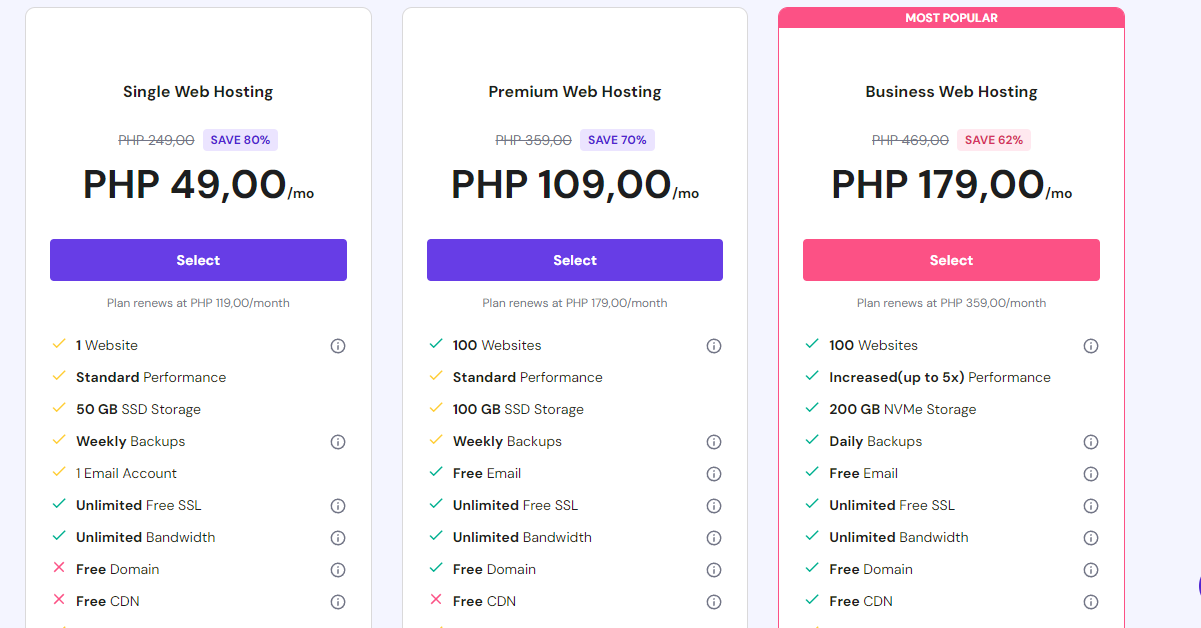 MOST POPULAR
Single Web Hosting
PHP 249,00 SAVE 80%
PHP 49,00/mo
Select
Plan renews at PHP 119,00/month
1 Website
Standard Performance
50 GB SSD Storage
Weekly Backups
1 Email Account
Unlimited Free SSL
Unlimited Bandwidth
Free Domain
Free CDN
Premium Web Hosting
PHP 359,00 SAVE 70%
PHP 109,00/mo
Select
Plan renews at PHP 179,00/month
100 Websites
Standard Performance
100 GB SSD Storage
Weekly Backups
Free Email
Unlimited Free SSL
Unlimited Bandwidth
Free Domain
Free CDN
Business Web Hosting
PHP 469,00 SAVE 62%
PHP 179,00/mo
Select
Plan renews at PHP 359,00/month
100 Websites
Increased(up to 5x) Performance
200 GB NVMe Storage
Daily Backups
Free Email
Unlimited Free SSL
Unlimited Bandwidth
Free Domain
Free CDN